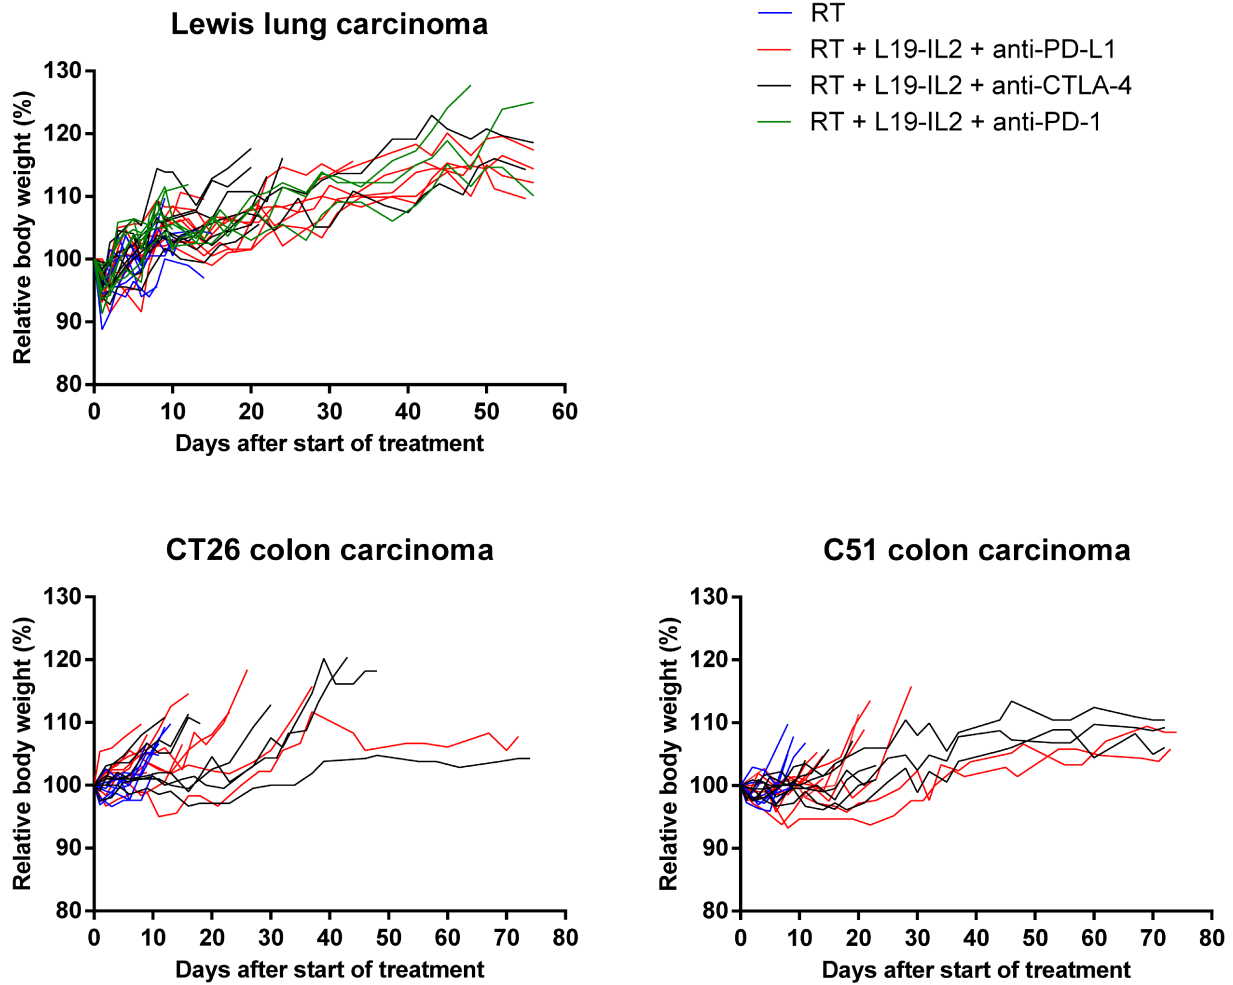 Lewis lung carcinoma
RT
RT + L19-IL2 + anti-PD-L1
RT + L19-IL2 + anti-CTLA-4
RT + L19-IL2 + anti-PD-1
Relative body weight (%)
130
120
110
100
90
80
0 10 20 30 40 50 60
Days after start of treatment
CT26 colon carcinoma
Relative body weight (%)
130
120
110
100
90
80
0 10 20 30 40 50 60 70 80
Days after start of treatment
C51 colon carcinoma
Relative body weight (%)
130
120
110
100
90
80
0 10 20 30 40 50 60 70 80
Days after start of treatment